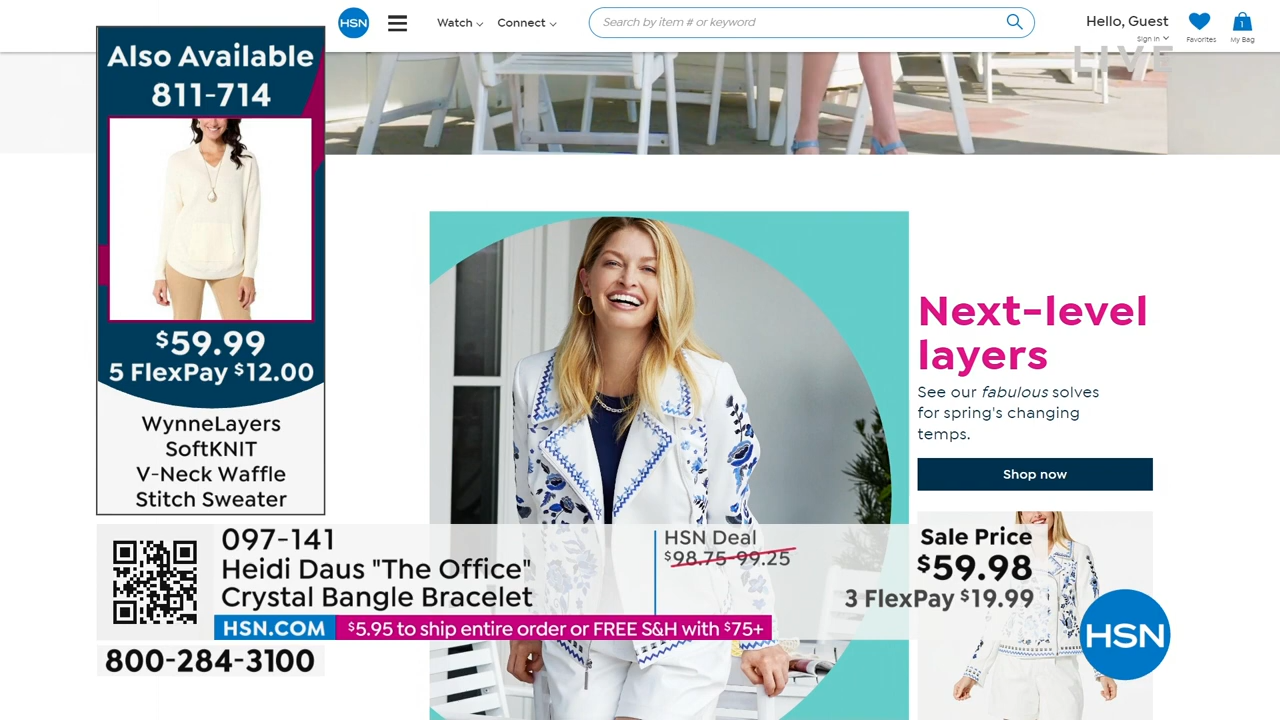 HSN
Watch
Connect
Search by item # or keyword
Hello, Guest
Sign In
Favorites
1
My Bag
LIVE
Also Available
811-714
$59.99
5 FlexPay $12.00
WynneLayers
SoftKNIT
V-Neck Waffle
Stitch Sweater
Next-level
layers
See our fabulous solves
for spring's changing
temps.
Shop now
097-141
Heidi Daus "The Office"
Crystal Bangle Bracelet
HSN Deal
$98.75-99.25
Sale Price
$59.98
3 FlexPay $19.99
HSN.COM
$5.95 to ship entire order or FREE S&H with $75+
800-284-3100
HSN